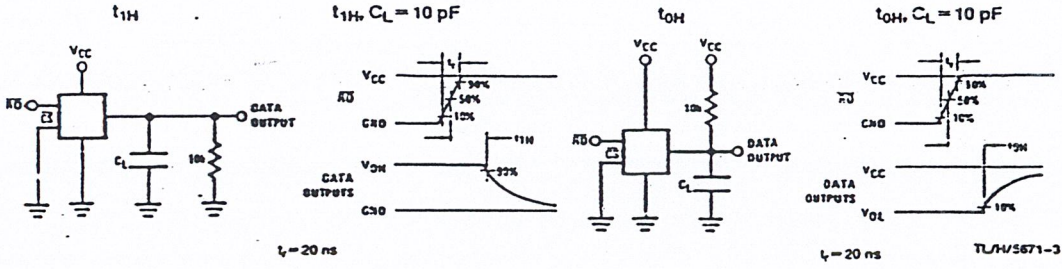 t1H
t1H, CL = 10 pF
t0H
t0H, CL = 10 pF
VCC
RD
CS
DATA OUTPUT
CL
10k
tr
VCC
RD
GND
90%
50%
10%
t1H
VOH
90%
DATA OUTPUTS
GND
tr = 20 ns
VCC
VCC
10k
RD
CS
DATA OUTPUT
CL
tr
VCC
RD
GND
90%
50%
10%
t0H
VCC
DATA OUTPUTS
VOL
10%
tr = 20 ns
TL/H/5671-3